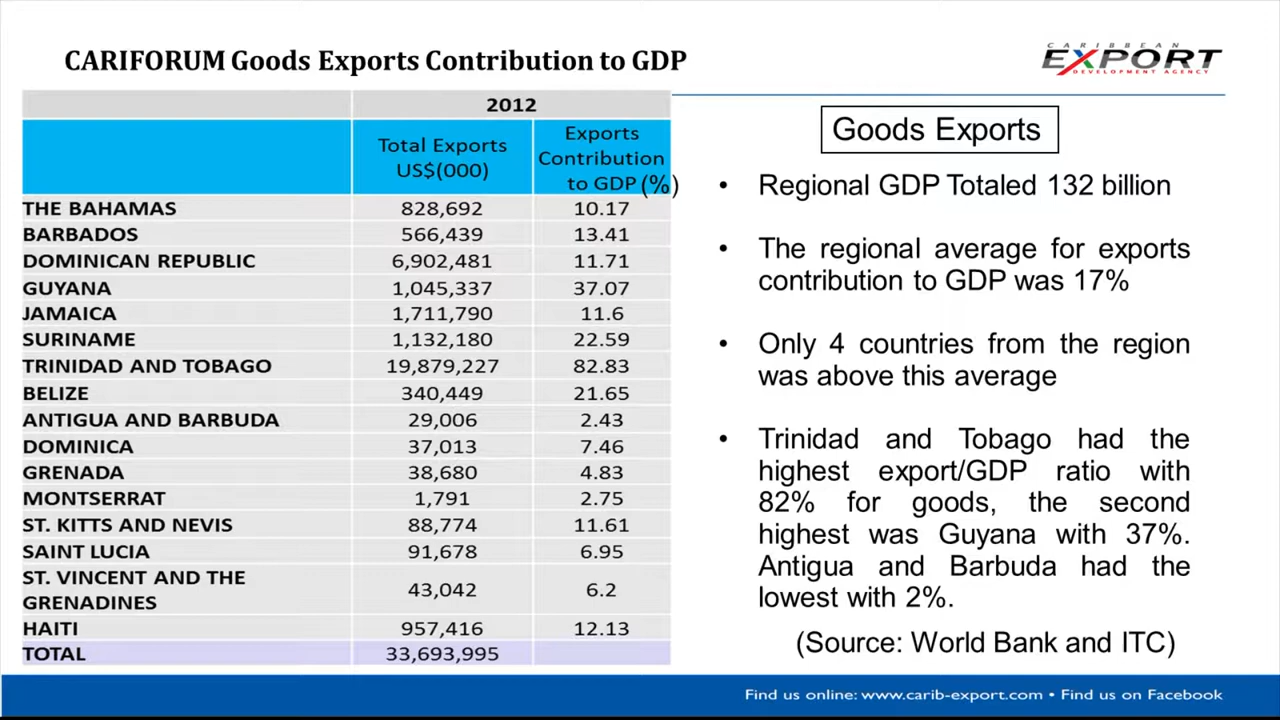 CARIFORUM Goods Exports Contribution to GDP
CARIBBEAN
EXPORT
DEVELOPMENT AGENCY
2012
Total Exports US$(000) Exports Contribution to GDP (%)
THE BAHAMAS 828,692 10.17
BARBADOS 566,439 13.41
DOMINICAN REPUBLIC 6,902,481 11.71
GUYANA 1,045,337 37.07
JAMAICA 1,711,790 11.6
SURINAME 1,132,180 22.59
TRINIDAD AND TOBAGO 19,879,227 82.83
BELIZE 340,449 21.65
ANTIGUA AND BARBUDA 29,006 2.43
DOMINICA 37,013 7.46
GRENADA 38,680 4.83
MONTSERRAT 1,791 2.75
ST. KITTS AND NEVIS 88,774 11.61
SAINT LUCIA 91,678 6.95
ST. VINCENT AND THE GRENADINES 43,042 6.2
HAITI 957,416 12.13
TOTAL 33,693,995
Goods Exports
• Regional GDP Totaled 132 billion
• The regional average for exports
contribution to GDP was 17%
• Only 4 countries from the region
was above this average
• Trinidad and Tobago had the
highest export/GDP ratio with
82% for goods, the second
highest was Guyana with 37%.
Antigua and Barbuda had the
lowest with 2%.
(Source: World Bank and ITC)
Find us online: www.carib-export.com • Find us on Facebook